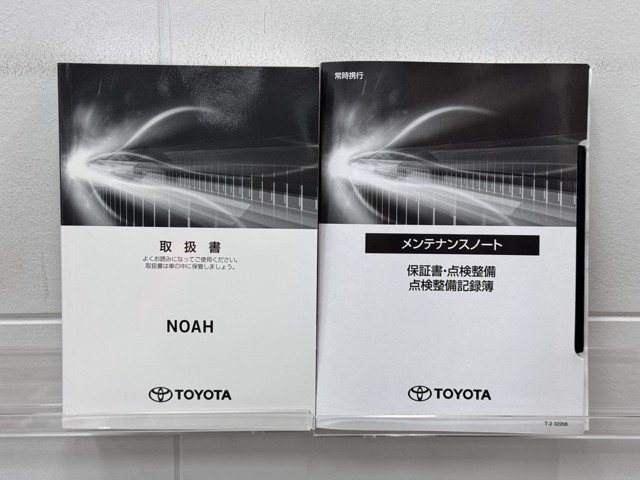 取扱書
よくお読みになってご使用ください。
取扱書は車の中に保管しましょう。
NOAH
TOYOTA
常時携行
メンテナンスノート
保証書・点検整備
点検整備記録簿
TOYOTA
T-2 32206